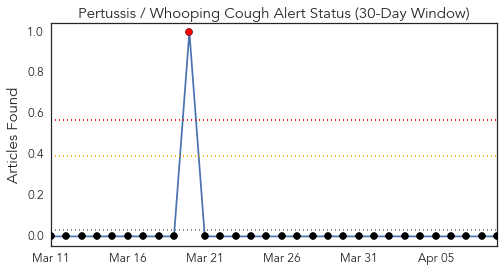 Pertussis / Whooping Cough Alert Status (30-Day Window)
Articles Found
1.0
0.8
0.6
0.4
0.2
0.0
Mar 11 Mar 16 Mar 21 Mar 26 Mar 31 Apr 05